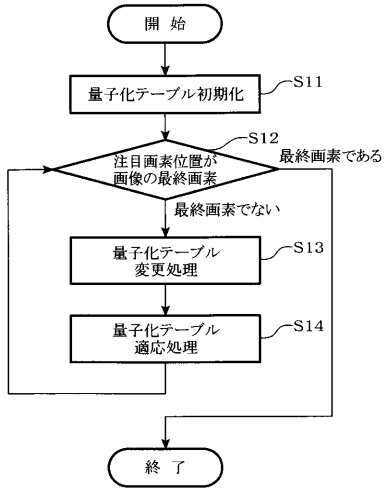 開 始
量子化テーブル初期化
S11
S12
注目画素位置が
画像の最終画素
最終画素である
最終画素でない
量子化テーブル
変更処理
S13
量子化テーブル
適応処理
S14
終 了